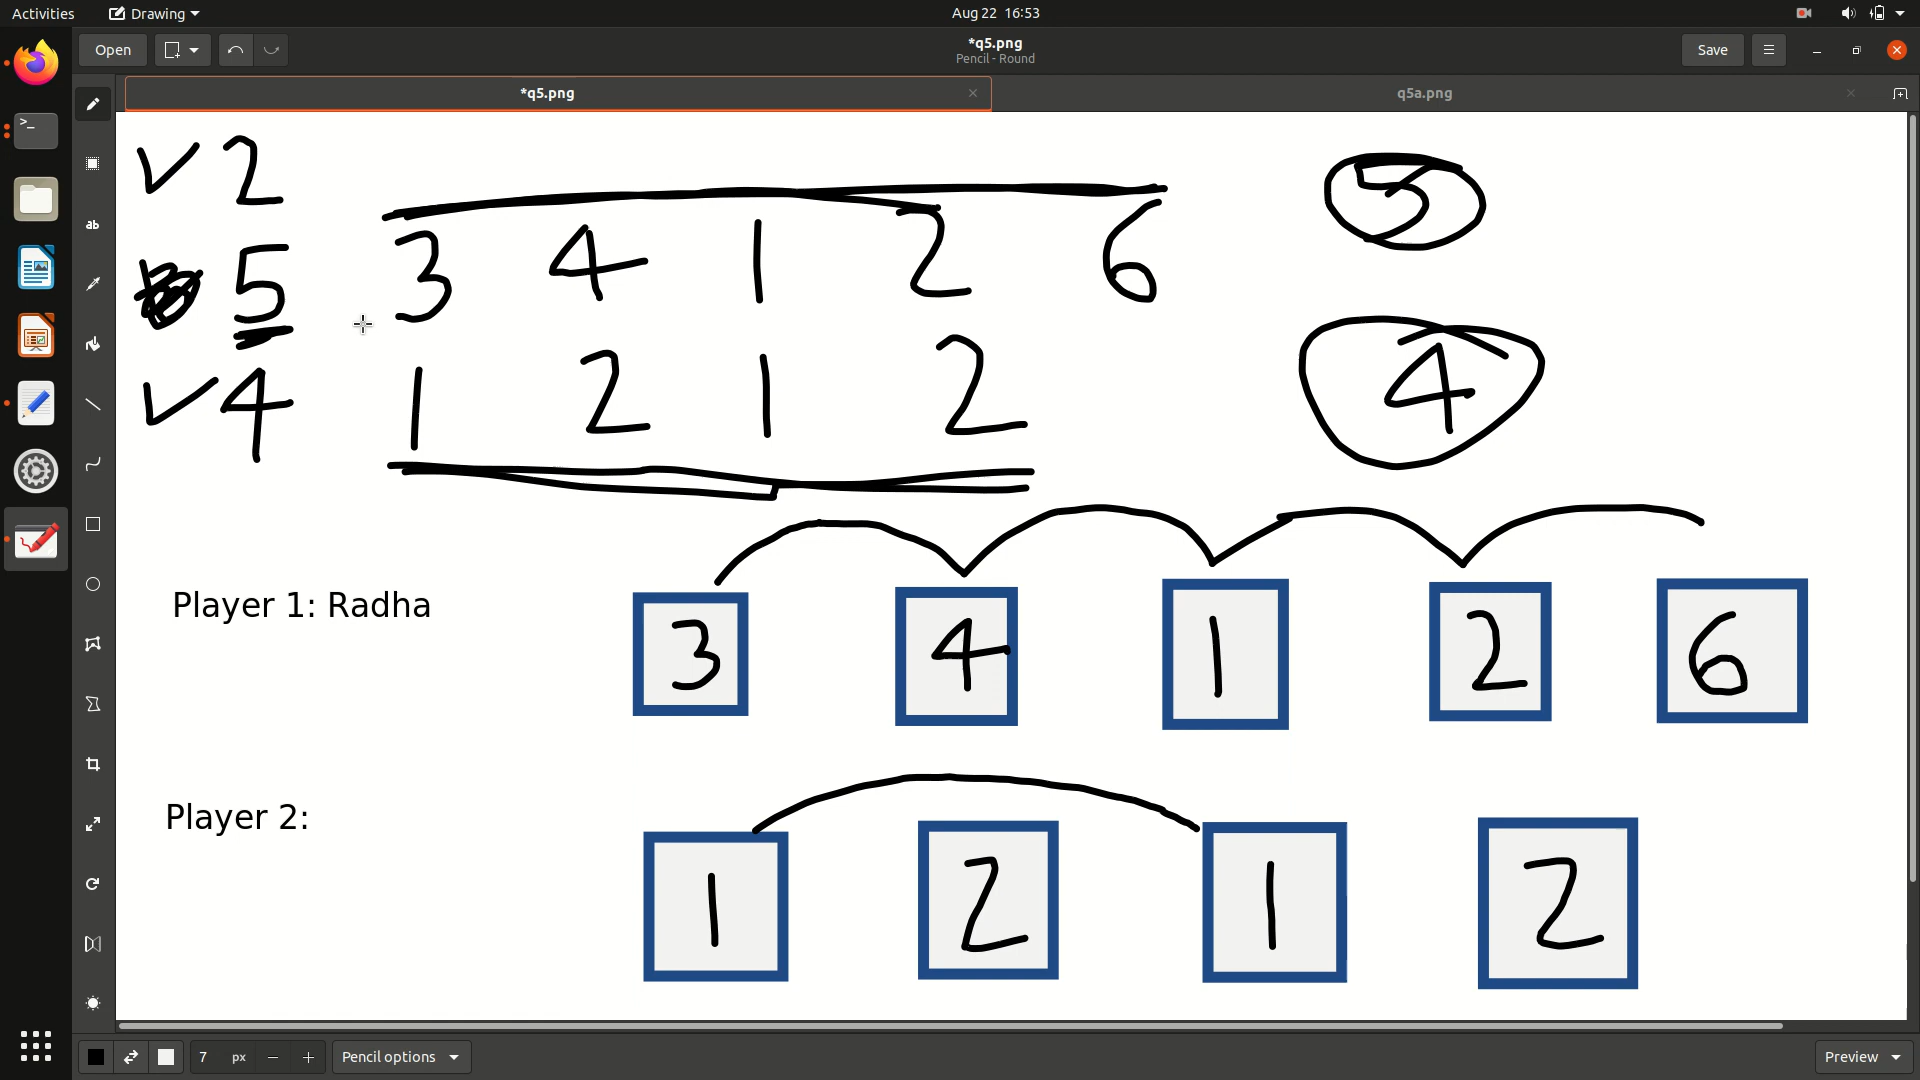 Activities Drawing Aug 22 16:53
Open *q5.png Save
Pencil - Round
*q5.png q5a.png
2
5
5 3 4 1 2 6
4 1 2 1 2 4
Player 1: Radha 3 4 1 2 6
Player 2: 1 2 1 2
7 px Pencil options Preview